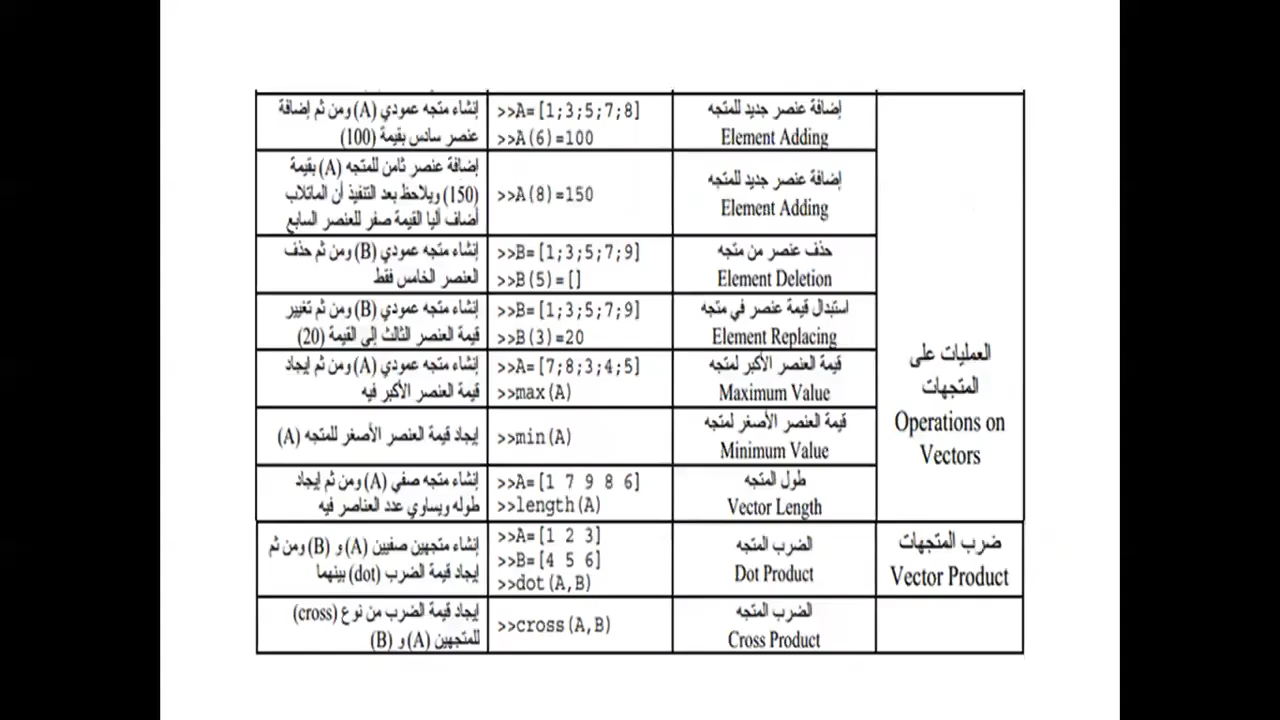 العمليات على
المتجهات
Operations on
Vectors
إضافة عنصر جديد للمتجه
Element Adding
>>A=[1;3;5;7;8]
>>A(6)=100
إنشاء متجه عمودي (A) ومن ثم إضافة
عنصر سادس بقيمة (100)
إضافة عنصر جديد للمتجه
Element Adding
>>A(8)=150
إضافة عنصر ثامن للمتجه (A) بقيمة
(150) ويلاحظ بعد التنفيذ أن الماتلاب
أضاف آليا القيمة صفر للعنصر السابع
حذف عنصر من متجه
Element Deletion
>>B=[1;3;5;7;9]
>>B(5)=[]
إنشاء متجه عمودي (B) ومن ثم حذف
العنصر الخامس فقط
استبدال قيمة عنصر في متجه
Element Replacing
>>B=[1;3;5;7;9]
>>B(3)=20
إنشاء متجه عمودي (B) ومن ثم تغيير
قيمة العنصر الثالث إلى القيمة (20)
قيمة العنصر الأكبر لمتجه
Maximum Value
>>A=[7;8;3;4;5]
>>max(A)
إنشاء متجه عمودي (A) ومن ثم إيجاد
قيمة العنصر الأكبر فيه
قيمة العنصر الأصغر لمتجه
Minimum Value
>>min(A)
إيجاد قيمة العنصر الأصغر للمتجه (A)
طول المتجه
Vector Length
>>A=[1 7 9 8 6]
>>length(A)
إنشاء متجه صفي (A) ومن ثم إيجاد
طوله ويساوي عدد العناصر فيه
ضرب المتجهات
Vector Product
الضرب المتجه
Dot Product
>>A=[1 2 3]
>>B=[4 5 6]
>>dot(A,B)
إنشاء متجهين صفيين (A) و (B) ومن ثم
إيجاد قيمة الضرب (dot) بينهما
الضرب المتجه
Cross Product
>>cross(A,B)
إيجاد قيمة الضرب من نوع (cross)
للمتجهين (A) و (B)